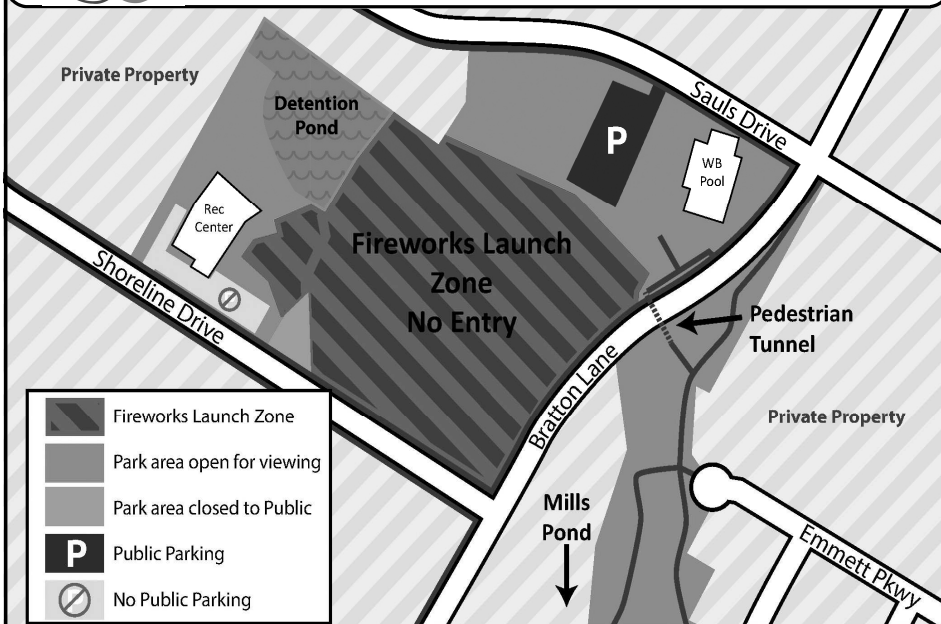 Private Property
Detention
Pond
P
Sauls Drive
WB
Pool
Rec
Center
Fireworks Launch
Zone
No Entry
Shoreline Drive
Pedestrian
Tunnel
Bratton Lane
Private Property
Fireworks Launch Zone
Park area open for viewing
Park area closed to Public
P
Public Parking
No Public Parking
Mills
Pond
Emmett Pkwy